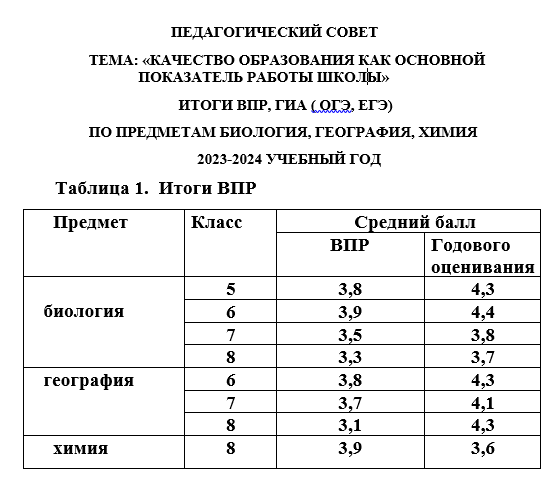 ПЕДАГОГИЧЕСКИЙ СОВЕТ
ТЕМА: «КАЧЕСТВО ОБРАЗОВАНИЯ КАК ОСНОВНОЙ
ПОКАЗАТЕЛЬ РАБОТЫ ШКОЛЫ»
ИТОГИ ВПР, ГИА ( ОГЭ, ЕГЭ)
ПО ПРЕДМЕТАМ БИОЛОГИЯ, ГЕОГРАФИЯ, ХИМИЯ
2023-2024 УЧЕБНЫЙ ГОД
Таблица 1. Итоги ВПР
Предмет Класс Средний балл
ВПР Годового
оценивания
биология 5 3,8 4,3
6 3,9 4,4
7 3,5 3,8
8 3,3 3,7
география 6 3,8 4,3
7 3,7 4,1
8 3,1 4,3
химия 8 3,9 3,6